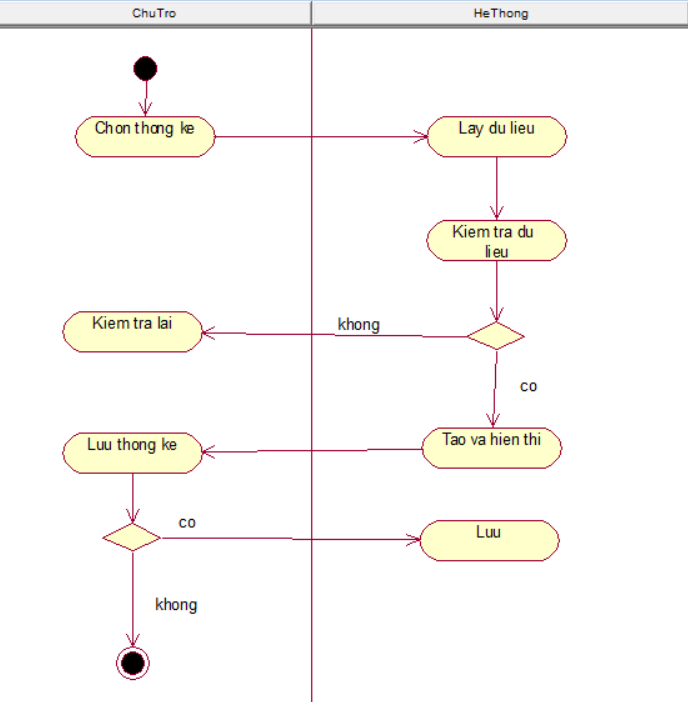 ChuTro
HeThong
Chon thong ke
Lay du lieu
Kiem tra du
lieu
Kiem tra lai
khong
co
Luu thong ke
Tao va hien thi
co
Luu
khong